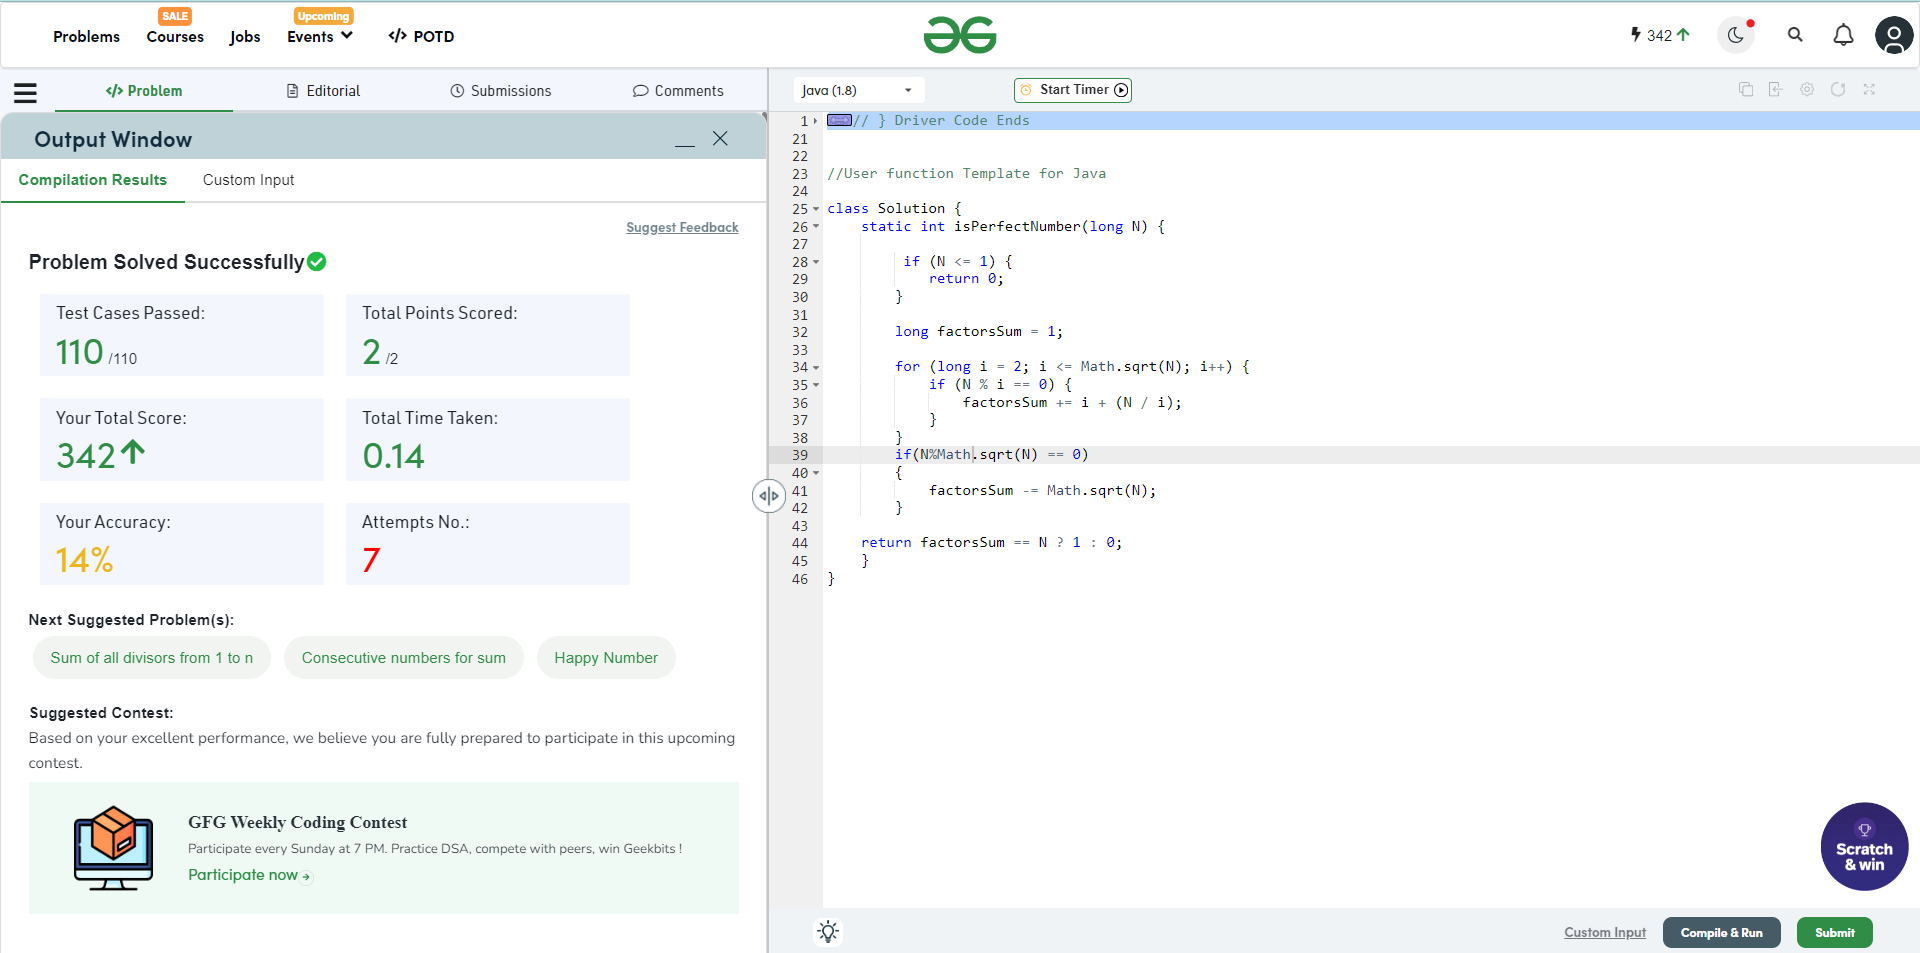 Problems
SALE
Courses
Jobs
Upcoming
Events
</> POTD
342
</> Problem
Editorial
Submissions
Comments
Output Window
Compilation Results
Custom Input
Suggest Feedback
Problem Solved Successfully
Test Cases Passed:
110 /110
Total Points Scored:
2 /2
Your Total Score:
342
Total Time Taken:
0.14
Your Accuracy:
14%
Attempts No.:
7
Next Suggested Problem(s):
Sum of all divisors from 1 to n
Consecutive numbers for sum
Happy Number
Suggested Contest:
Based on your excellent performance, we believe you are fully prepared to participate in this upcoming
contest.
GFG Weekly Coding Contest
Participate every Sunday at 7 PM. Practice DSA, compete with peers, win Geekbits !
Participate now
Java (1.8)
Start Timer
1 // } Driver Code Ends
21
22
23 //User function Template for Java
24
25 class Solution {
26 static int isPerfectNumber(long N) {
27
28 if (N <= 1) {
29 return 0;
30 }
31
32 long factorsSum = 1;
33
34 for (long i = 2; i <= Math.sqrt(N); i++) {
35 if (N % i == 0) {
36 factorsSum += i + (N / i);
37 }
38 }
39 if(N%Math.sqrt(N) == 0)
40 {
41 factorsSum -= Math.sqrt(N);
42 }
43
44 return factorsSum == N ? 1 : 0;
45 }
46 }
Scratch
& win
Custom Input
Compile & Run
Submit